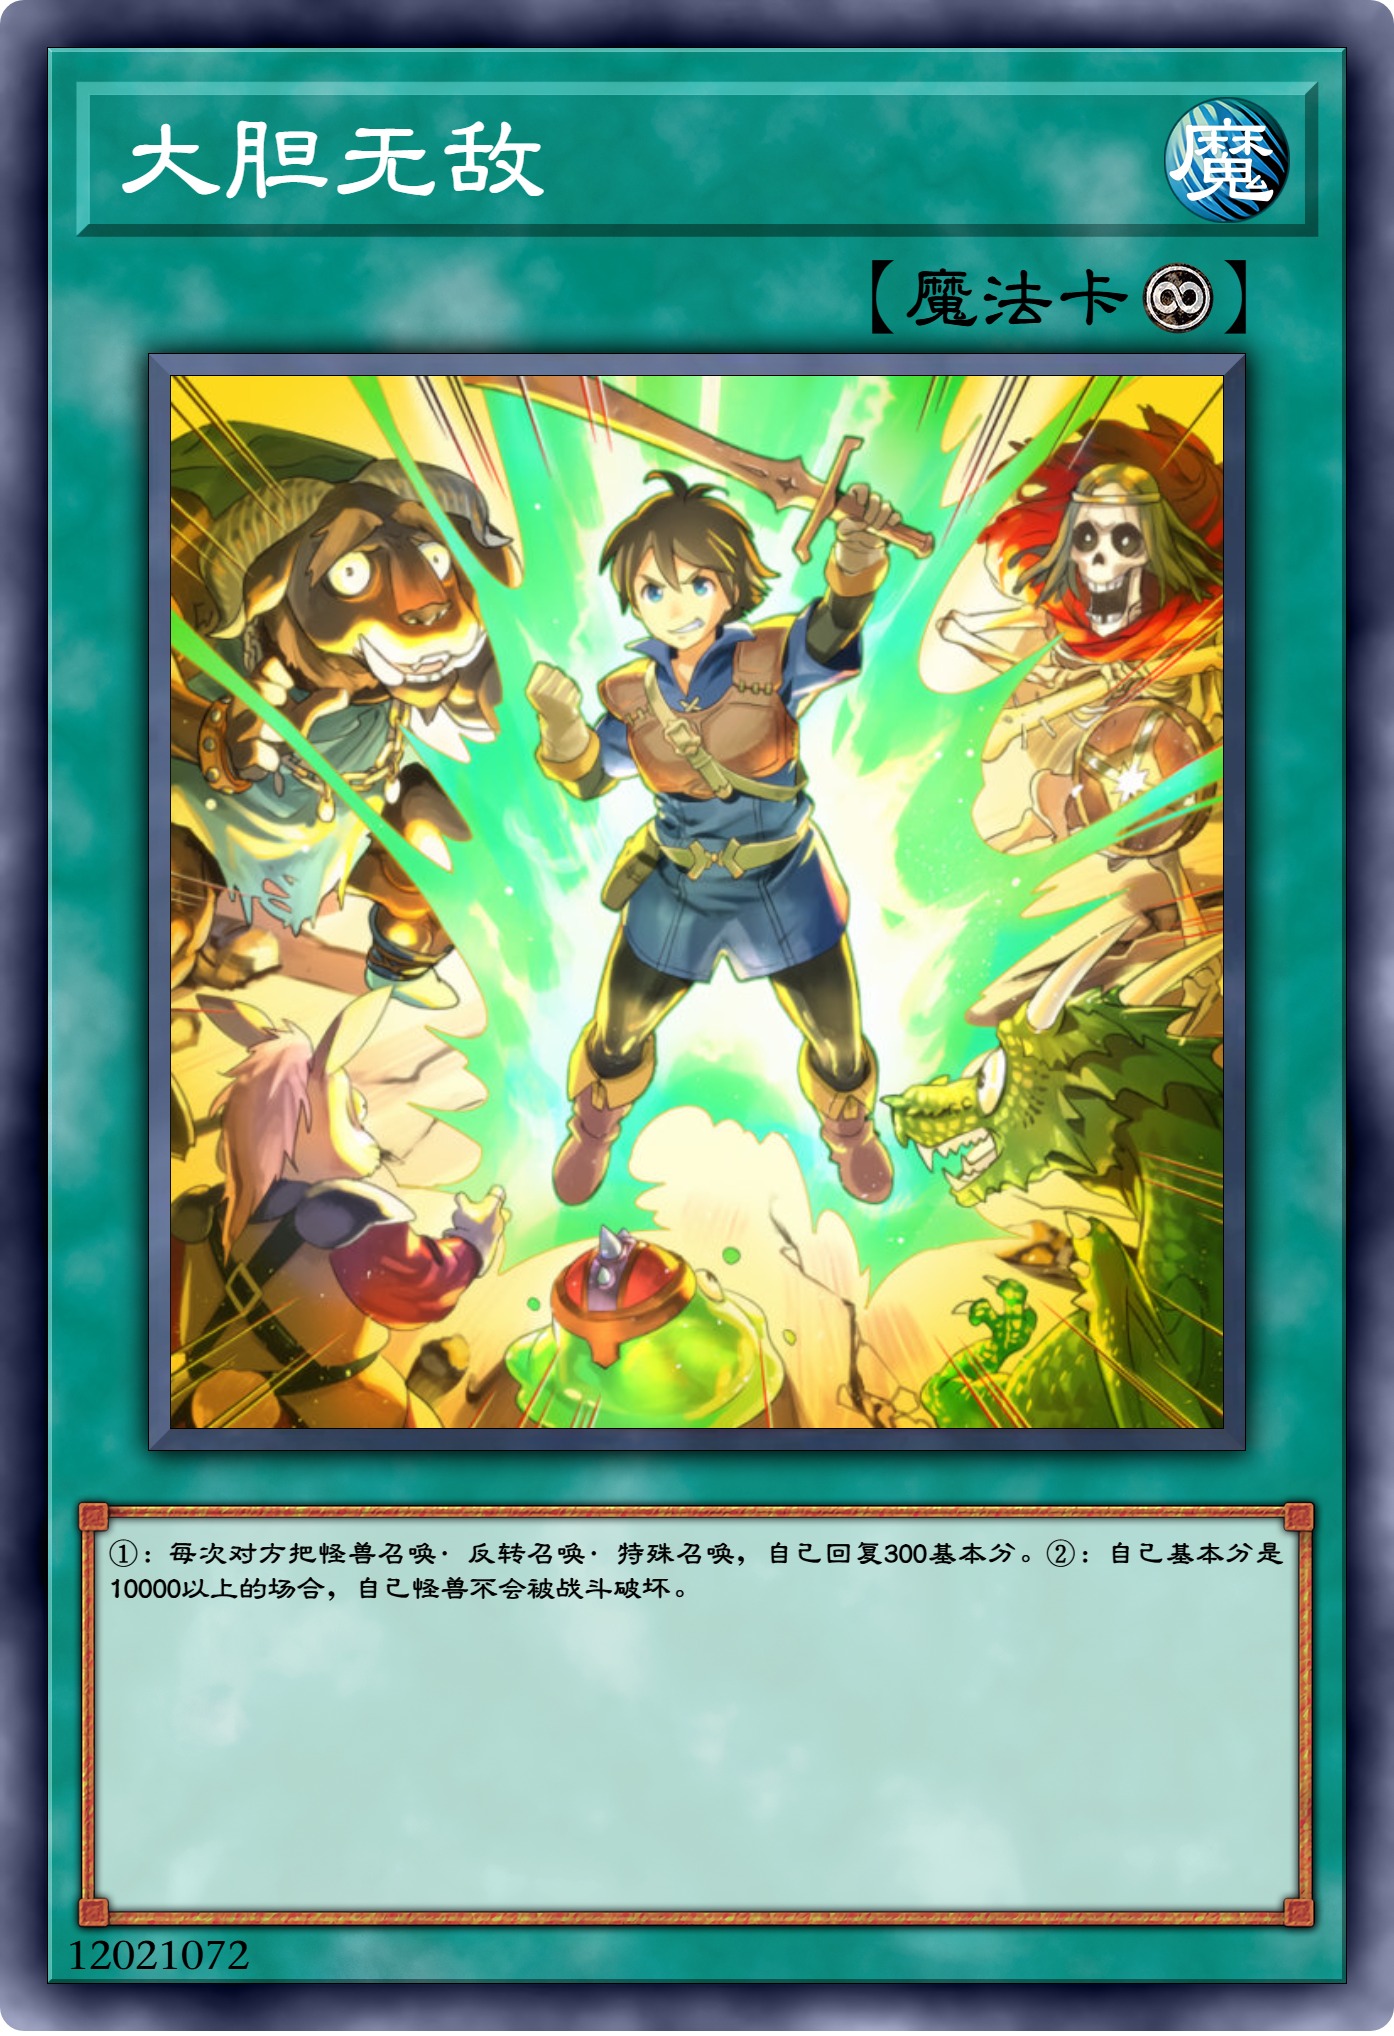 大胆无敌
魔
【魔法卡】
①：每次对方把怪兽召唤·反转召唤·特殊召唤，自己回复300基本分。②：自己基本分是
10000以上的场合，自己怪兽不会被战斗破坏。
12021072